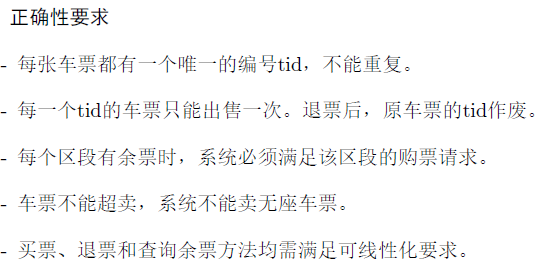 正确性要求
- 每张车票都有一个唯一的编号tid，不能重复。
- 每一个tid的车票只能出售一次。退票后，原车票的tid作废。
- 每个区段有余票时，系统必须满足该区段的购票请求。
- 车票不能超卖，系统不能卖无座车票。
- 买票、退票和查询余票方法均需满足可线性化要求。